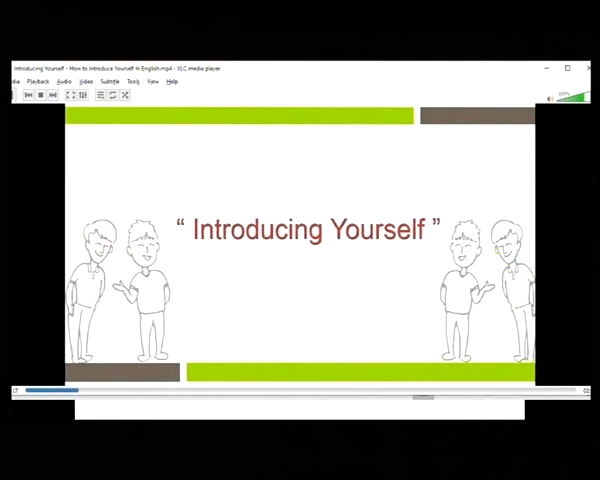 Introducing Yourself - How to Introduce Yourself in English.mp4 - VLC media player
Playback Audio Video Subtitle Tools View Help
100%
“ Introducing Yourself ”